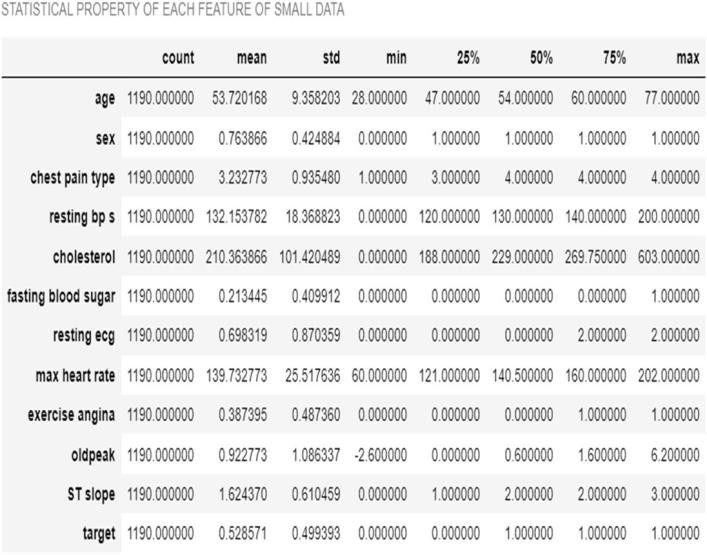 STATISTICAL PROPERTY OF EACH FEATURE OF SMALL DATA
count mean std min 25% 50% 75% max
age 1190.000000 53.720168 9.358203 28.000000 47.000000 54.000000 60.000000 77.000000
sex 1190.000000 0.763866 0.424884 0.000000 1.000000 1.000000 1.000000 1.000000
chest pain type 1190.000000 3.232773 0.935480 1.000000 3.000000 4.000000 4.000000 4.000000
resting bp s 1190.000000 132.153782 18.368823 0.000000 120.000000 130.000000 140.000000 200.000000
cholesterol 1190.000000 210.363866 101.420489 0.000000 188.000000 229.000000 269.750000 603.000000
fasting blood sugar 1190.000000 0.213445 0.409912 0.000000 0.000000 0.000000 0.000000 1.000000
resting ecg 1190.000000 0.698319 0.870359 0.000000 0.000000 0.000000 2.000000 2.000000
max heart rate 1190.000000 139.732773 25.517636 60.000000 121.000000 140.500000 160.000000 202.000000
exercise angina 1190.000000 0.387395 0.487360 0.000000 0.000000 0.000000 1.000000 1.000000
oldpeak 1190.000000 0.922773 1.086337 -2.600000 0.000000 0.600000 1.600000 6.200000
ST slope 1190.000000 1.624370 0.610459 0.000000 1.000000 2.000000 2.000000 3.000000
target 1190.000000 0.528571 0.499393 0.000000 0.000000 1.000000 1.000000 1.000000